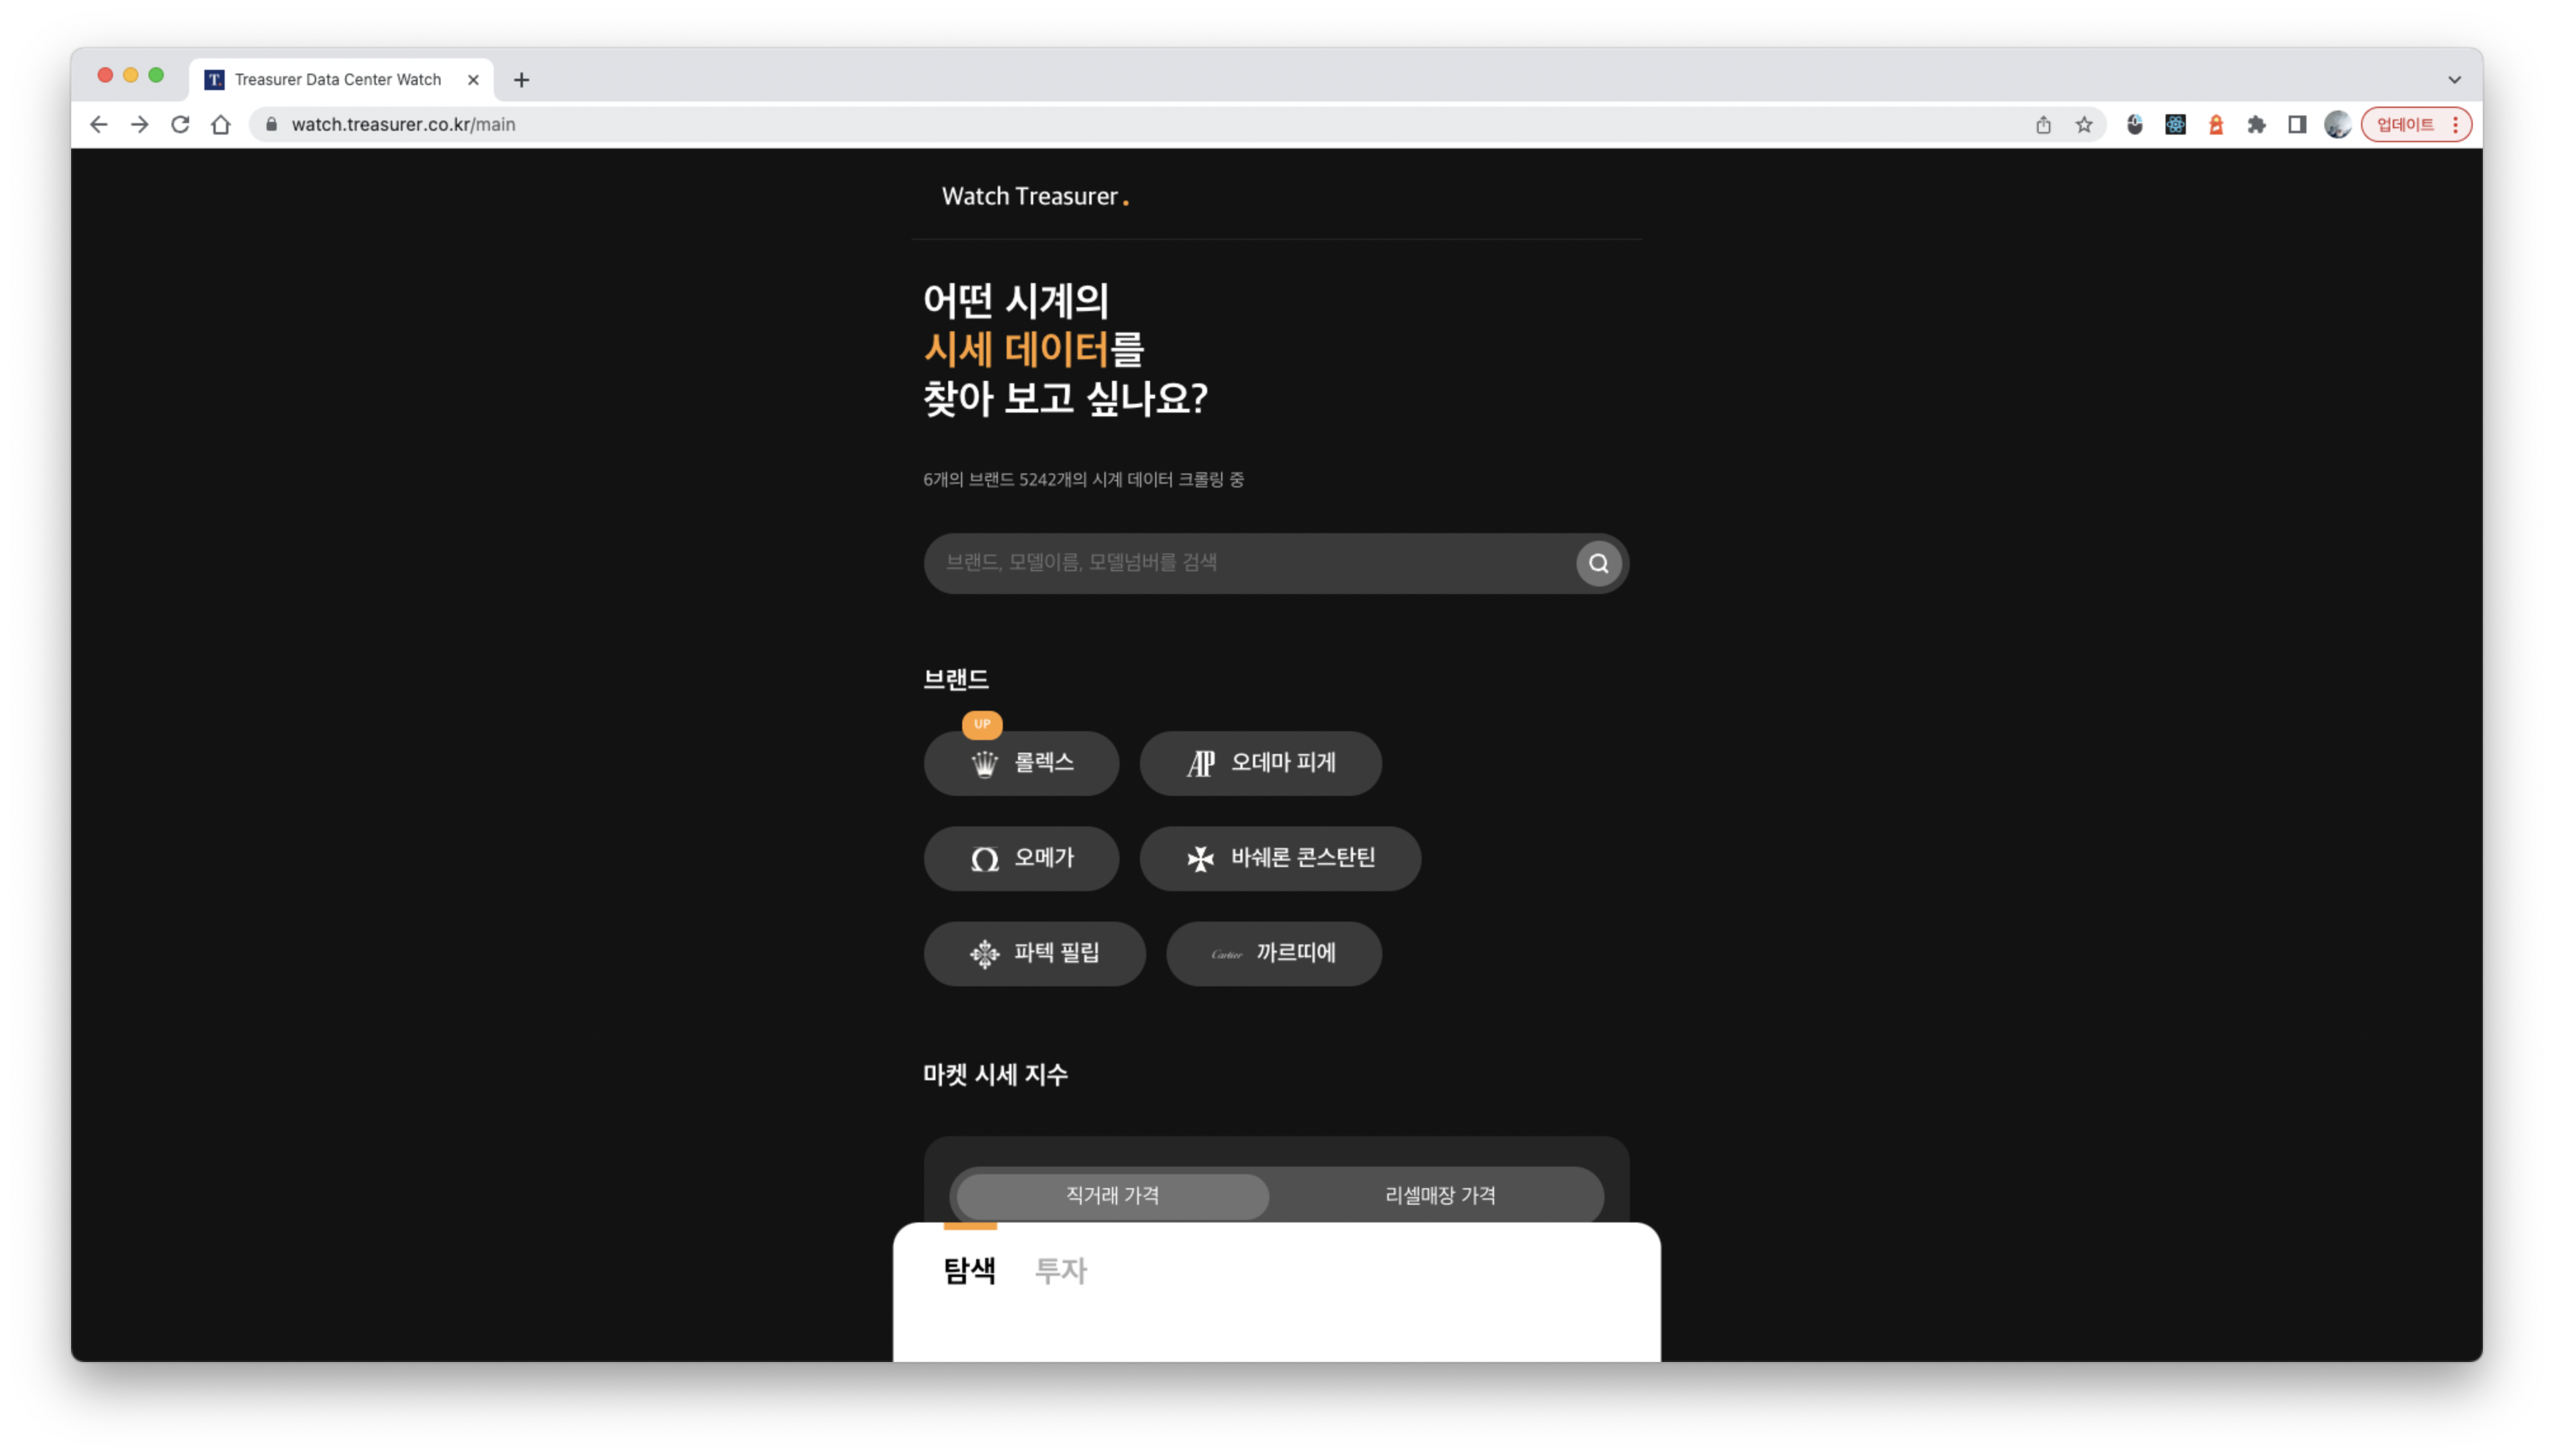 Treasurer Data Center Watch
watch.treasurer.co.kr/main
업데이트
Watch Treasurer.
어떤 시계의
시세 데이터를
찾아 보고 싶나요?
6개의 브랜드 5242개의 시계 데이터 크롤링 중
브랜드, 모델이름, 모델넘버를 검색
브랜드
UP
롤렉스
AP 오데마 피게
오메가
바쉐론 콘스탄틴
파텍 필립
Cartier 까르띠에
마켓 시세 지수
직거래 가격
리셀매장 가격
탐색
투자